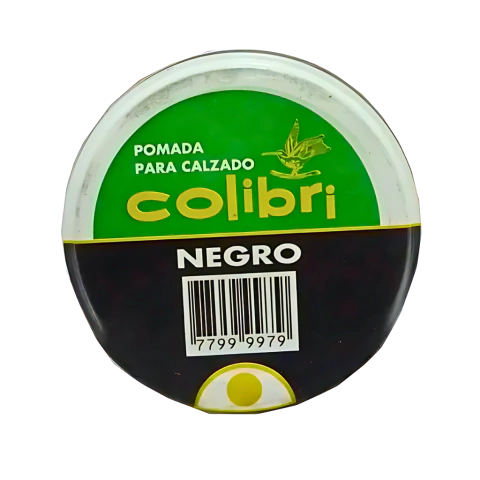 POMADA
PARA CALZADO
colibri
NEGRO
7799 9979